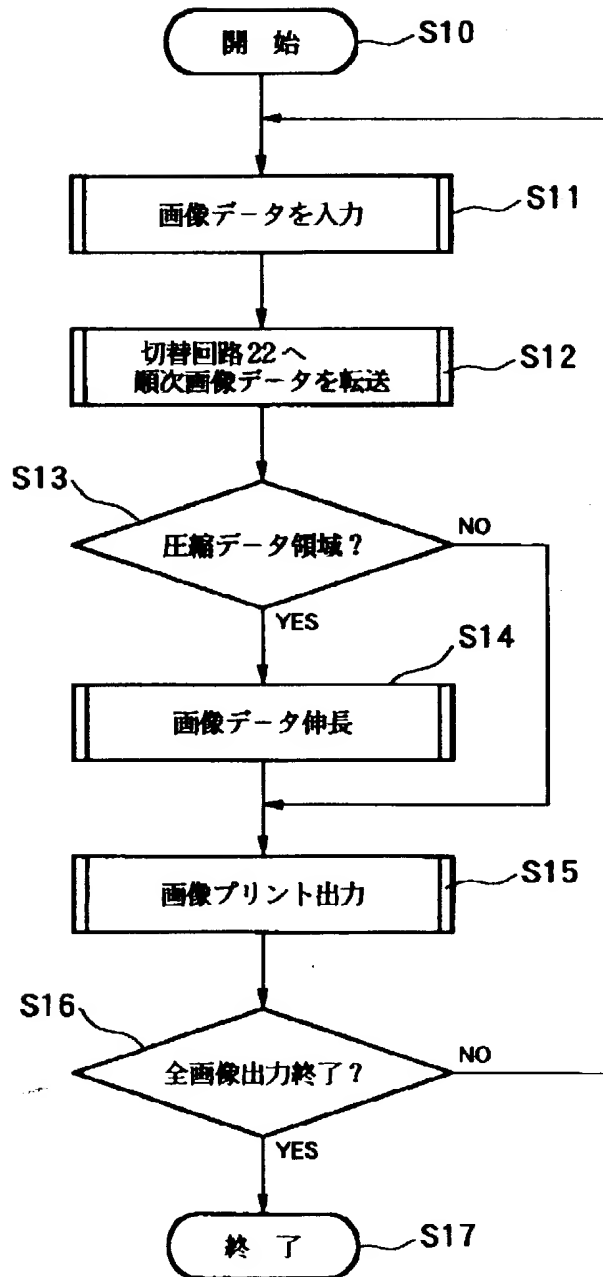 開 始
S10
画像データを入力
S11
切替回路22へ
順次画像データを転送
S12
S13
圧縮データ領域?
NO
YES
S14
画像データ伸長
画像プリント出力
S15
S16
全画像出力終了?
NO
YES
終 了
S17